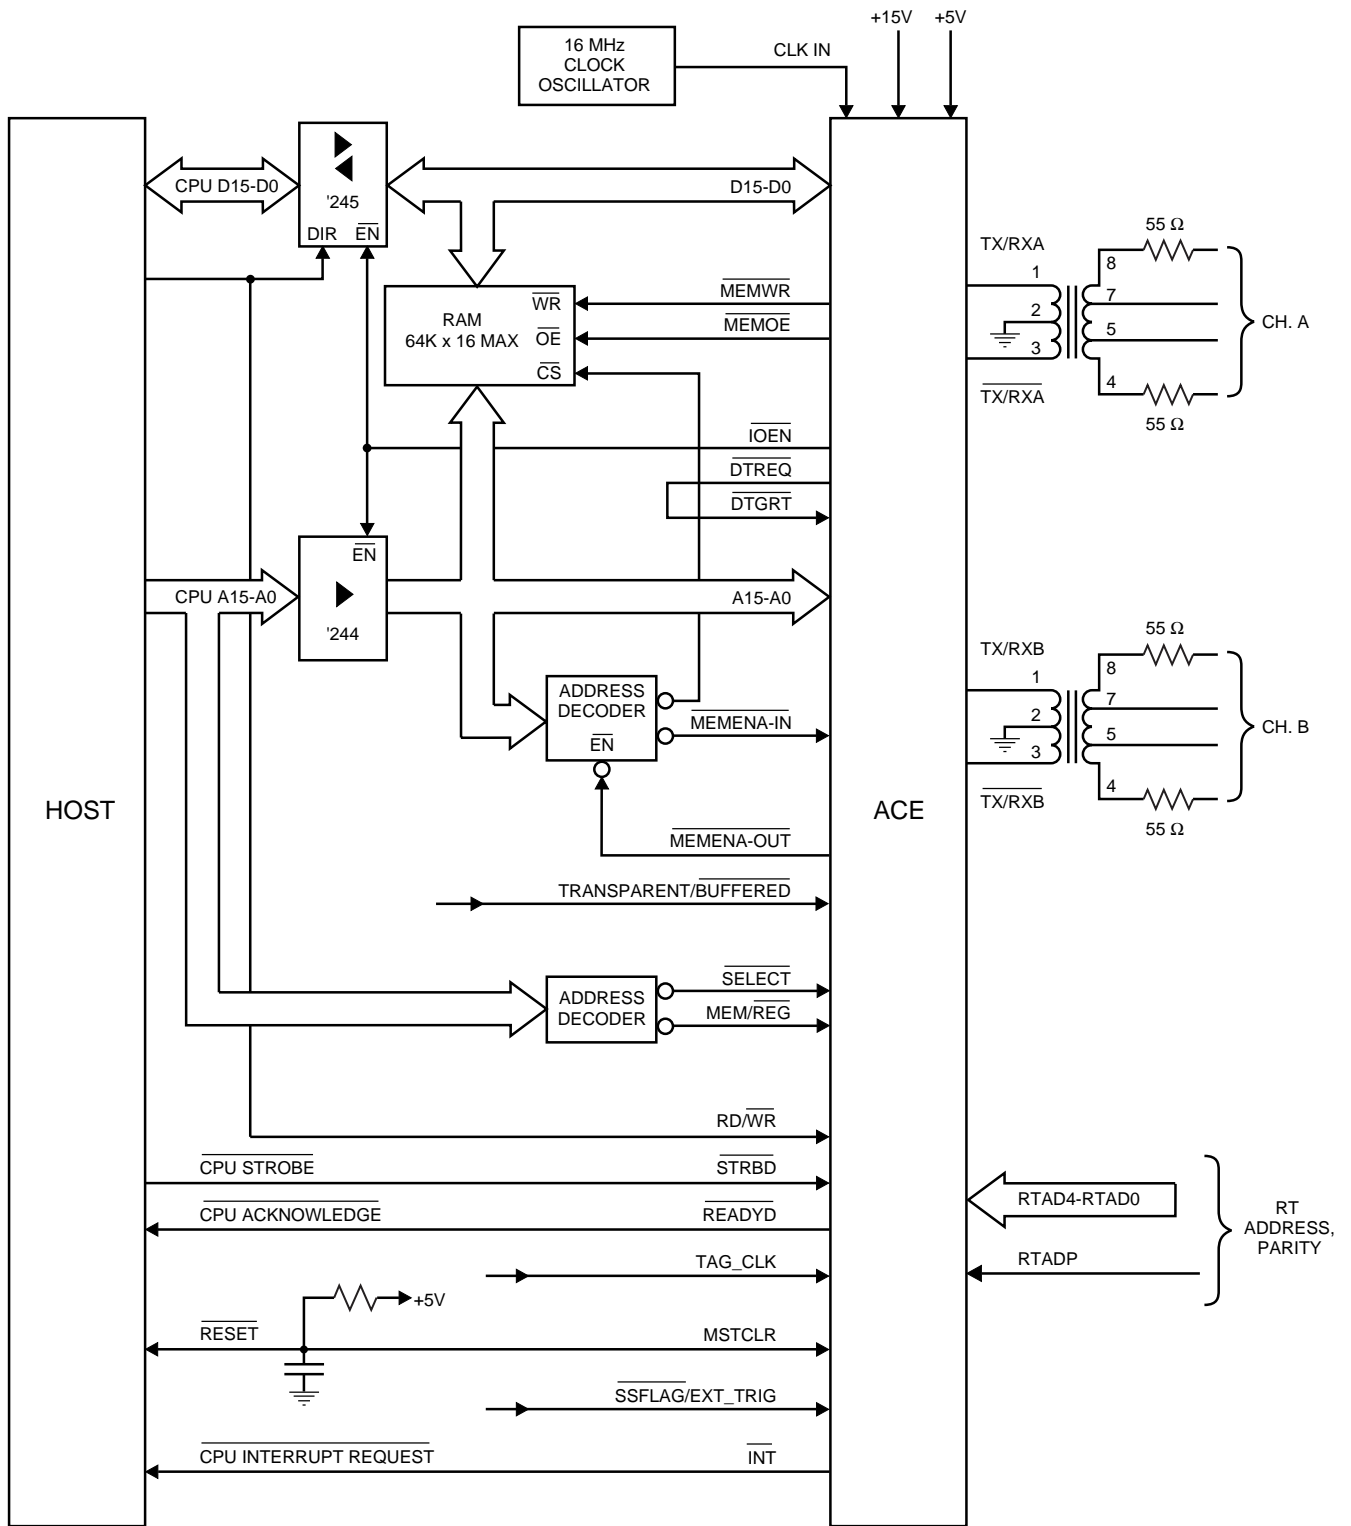 +15V
+5V
16 MHz
CLOCK
OSCILLATOR
CLK IN
CPU D15-D0
'245
DIR
EN
D15-D0
RAM
64K x 16 MAX
WR
OE
CS
MEMWR
MEMOE
IOEN
DTREQ
DTGRT
EN
CPU A15-A0
'244
A15-A0
ADDRESS
DECODER
EN
MEMENA-IN
MEMENA-OUT
HOST
ACE
TRANSPARENT/BUFFERED
ADDRESS
DECODER
SELECT
MEM/REG
RD/WR
CPU STROBE
STRBD
CPU ACKNOWLEDGE
READYD
TAG_CLK
+5V
RESET
MSTCLR
SSFLAG/EXT_TRIG
CPU INTERRUPT REQUEST
INT
TX/RXA
1
2
3
TX/RXA
8
7
5
4
55 Ω
55 Ω
CH. A
TX/RXB
1
2
3
TX/RXB
8
7
5
4
55 Ω
55 Ω
CH. B
RTAD4-RTAD0
RTADP
RT
ADDRESS,
PARITY